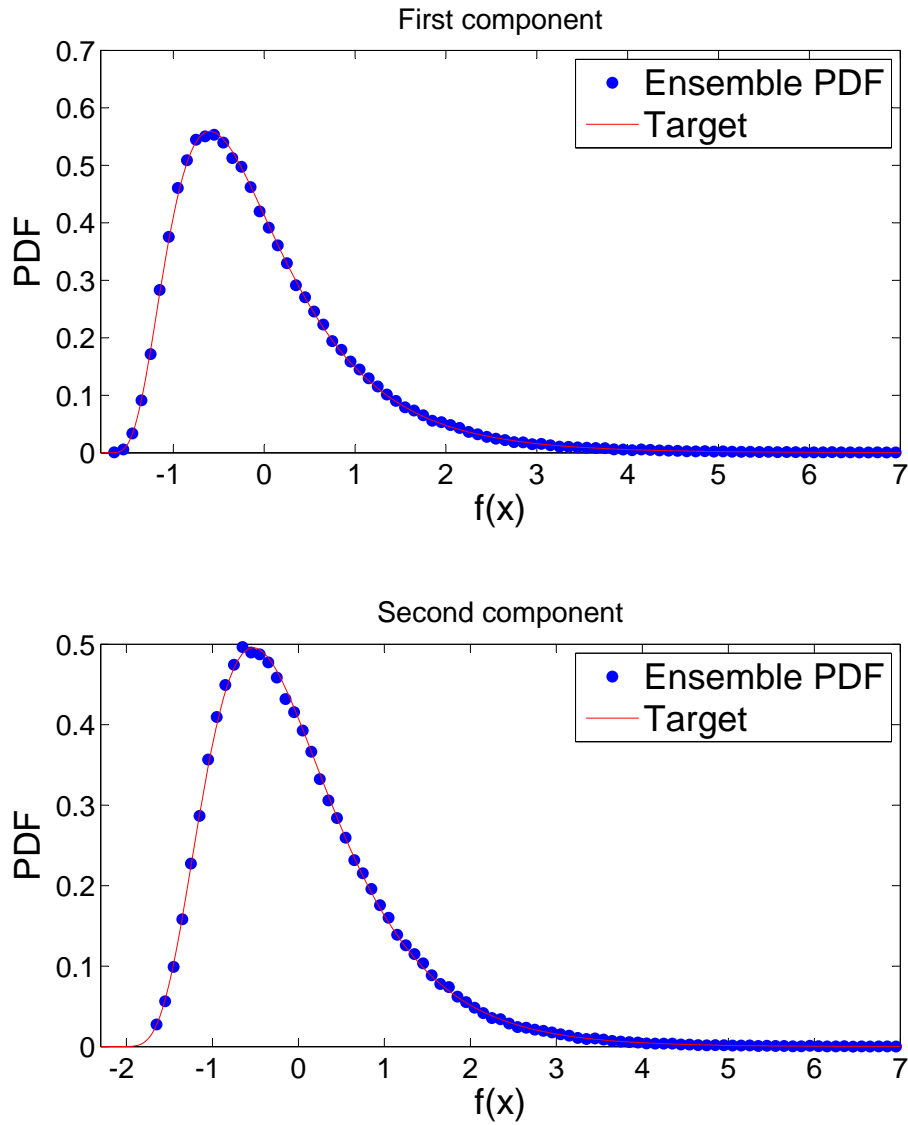 First component
0.7
0.6
0.5
0.4
0.3
0.2
0.1
0
PDF
Ensemble PDF
Target
-1 0 1 2 3 4 5 6 7
f(x)
Second component
0.5
0.4
0.3
0.2
0.1
0
PDF
Ensemble PDF
Target
-2 -1 0 1 2 3 4 5 6 7
f(x)